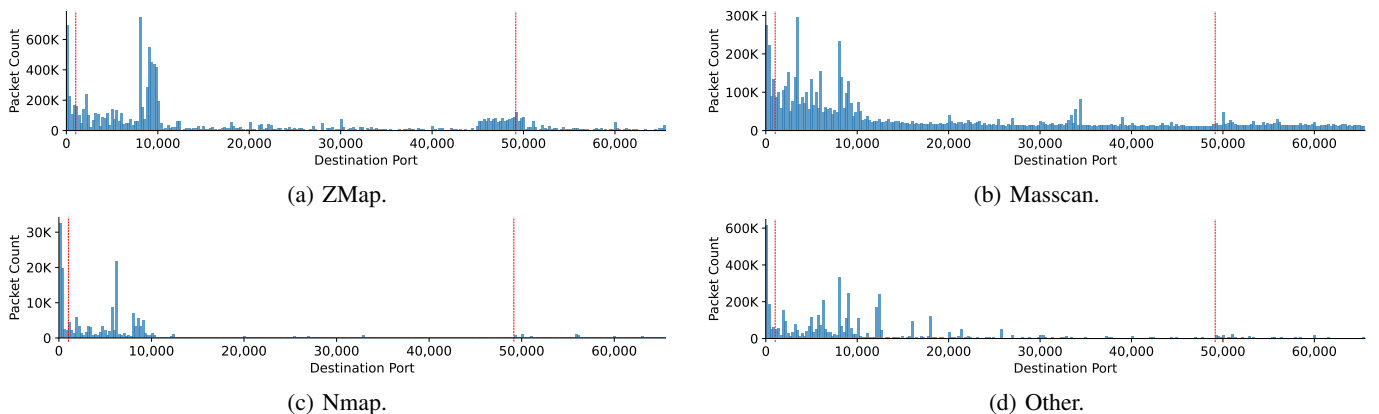 600K
400K
200K
0
Packet Count
0 10,000 20,000 30,000 40,000 50,000 60,000
Destination Port
(a) ZMap.
300K
200K
100K
0
Packet Count
0 10,000 20,000 30,000 40,000 50,000 60,000
Destination Port
(b) Masscan.
30K
20K
10K
0
Packet Count
0 10,000 20,000 30,000 40,000 50,000 60,000
Destination Port
(c) Nmap.
600K
400K
200K
0
Packet Count
0 10,000 20,000 30,000 40,000 50,000 60,000
Destination Port
(d) Other.